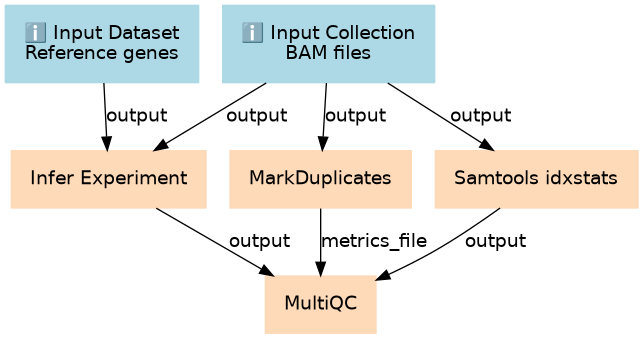 ℹ️ Input Dataset
Reference genes
ℹ️ Input Collection
BAM files
output
output
output
output
Infer Experiment
MarkDuplicates
Samtools idxstats
output
metrics_file
output
MultiQC